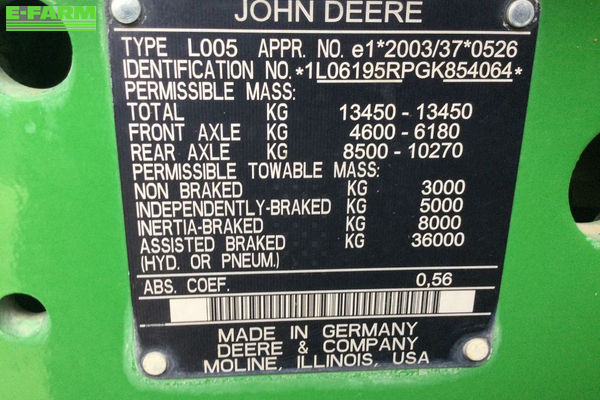 E-FARM
JOHN DEERE
TYPE L005 APPR. NO. e1*2003/37*0526
IDENTIFICATION NO.*1L06195RPGK854064*
PERMISSIBLE MASS:
TOTAL KG 13450 - 13450
FRONT AXLE KG 4600 - 6180
REAR AXLE KG 8500 - 10270
PERMISSIBLE TOWABLE MASS:
NON BRAKED KG 3000
INDEPENDENTLY-BRAKED KG 5000
INERTIA-BRAKED KG 8000
ASSISTED BRAKED KG 36000
(HYD. OR PNEUM.)
ABS. COEF. 0,56
MADE IN GERMANY
DEERE & COMPANY
MOLINE, ILLINOIS, USA